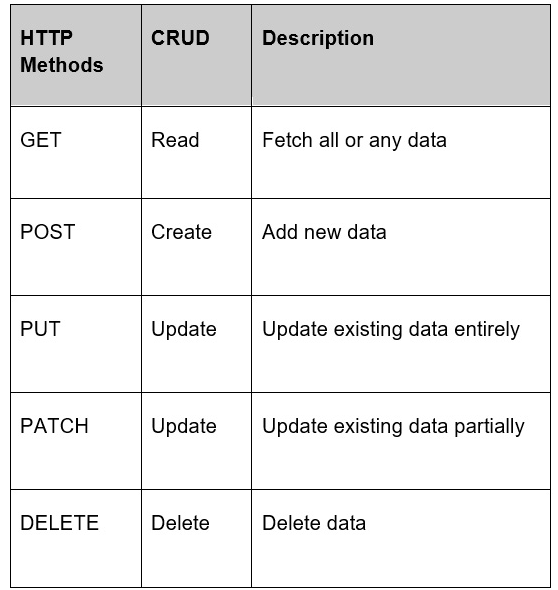 HTTP Methods CRUD Description
GET Read Fetch all or any data
POST Create Add new data
PUT Update Update existing data entirely
PATCH Update Update existing data partially
DELETE Delete Delete data